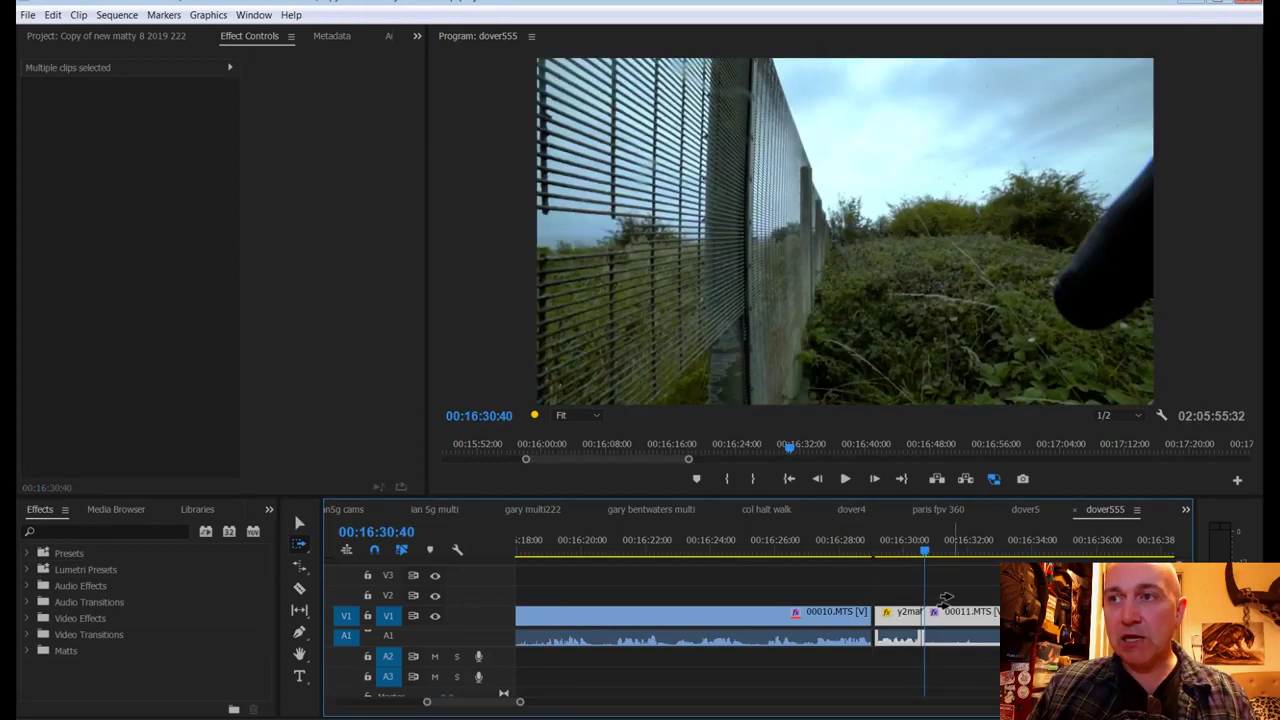 File Edit Clip Sequence Markers Graphics Window Help
Project: Copy of new matty 8 2019 222 Effect Controls Metadata
Program: dover555
Multiple clips selected
00:16:30:40
Fit
1/2
02:05:55:32
00:15:52:00 00:16:00:00 00:16:08:00 00:16:16:00 00:16:24:00 00:16:32:00 00:16:40:00 00:16:48:00 00:16:56:00 00:17:04:00 00:17:12:00 00:17:20:00 00:17
00:16:30:40
Effects Media Browser Libraries
an5g cams ian 5g multi gary multi222 gary bentwaters multi col halt walk dover4 paris fpv 360 dover5 × dover555
00:16:30:40
32
:18:00 00:16:20:00 00:16:22:00 00:16:24:00 00:16:26:00 00:16:28:00 00:16:30:00 00:16:32:00 00:16:34:00 00:16:36:00 00:16:38
Presets
Lumetri Presets
Audio Effects
Audio Transitions
Video Effects
Video Transitions
Matts
V3
V2
V1 V1 00010.MTS [V] y2mat 00011.MTS [V
A1 A1
A2 M S
A3 M S